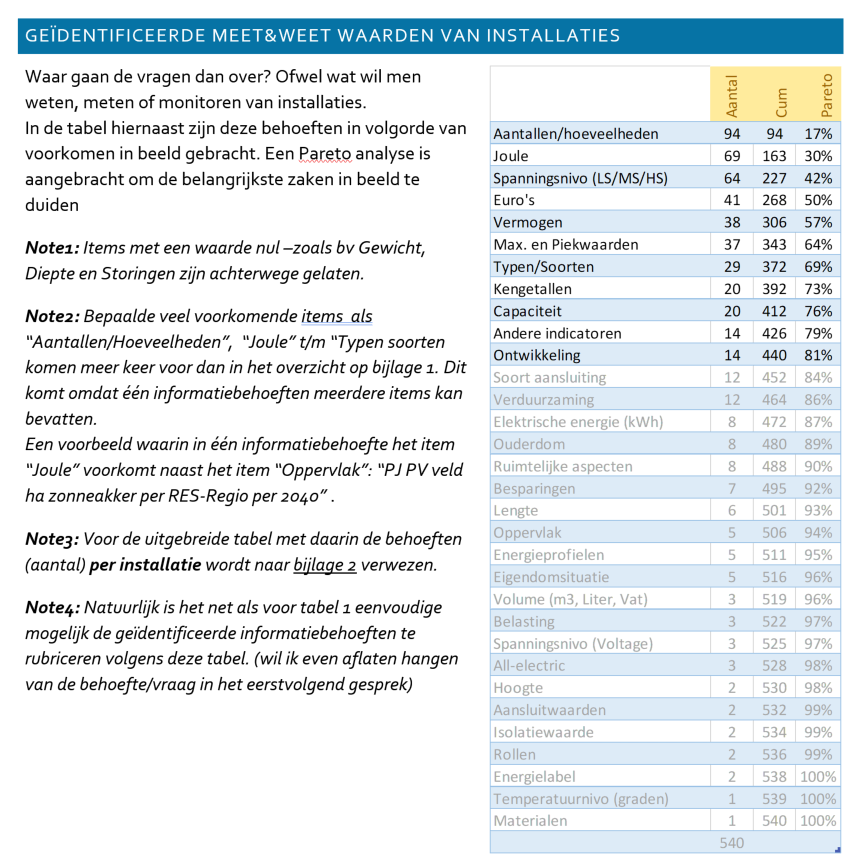 GEÏDENTIFICEERDE MEET&WEET WAARDEN VAN INSTALLATIES
Waar gaan de vragen dan over? Ofwel wat wil men
weten, meten of monitoren van installaties.
In de tabel hiernaast zijn deze behoeften in volgorde van
voorkomen in beeld gebracht. Een Pareto analyse is
aangebracht om de belangrijkste zaken in beeld te
duiden
Note1: Items met een waarde nul –zoals bv Gewicht,
Diepte en Storingen zijn achterwege gelaten.
Note2: Bepaalde veel voorkomende items als
“Aantallen/Hoeveelheden”, “Joule” t/m “Typen soorten
komen meer keer voor dan in het overzicht op bijlage 1. Dit
komt omdat één informatiebehoeften meerdere items kan
bevatten.
Een voorbeeld waarin in één informatiebehoefte het item
“Joule” voorkomt naast het item “Oppervlak”: “PJ PV veld
ha zonneakker per RES-Regio per 2040” .
Note3: Voor de uitgebreide tabel met daarin de behoeften
(aantal) per installatie wordt naar bijlage 2 verwezen.
Note4: Natuurlijk is het net als voor tabel 1 eenvoudige
mogelijk de geïdentificeerde informatiebehoeften te
rubriceren volgens deze tabel. (wil ik even aflaten hangen
van de behoefte/vraag in het eerstvolgend gesprek)
Aantal Cum Pareto
Aantallen/hoeveelheden 94 94 17%
Joule 69 163 30%
Spanningsnivo (LS/MS/HS) 64 227 42%
Euro's 41 268 50%
Vermogen 38 306 57%
Max. en Piekwaarden 37 343 64%
Typen/Soorten 29 372 69%
Kengetallen 20 392 73%
Capaciteit 20 412 76%
Andere indicatoren 14 426 79%
Ontwikkeling 14 440 81%
Soort aansluiting 12 452 84%
Verduurzaming 12 464 86%
Elektrische energie (kWh) 8 472 87%
Ouderdom 8 480 89%
Ruimtelijke aspecten 8 488 90%
Besparingen 7 495 92%
Lengte 6 501 93%
Oppervlak 5 506 94%
Energieprofielen 5 511 95%
Eigendomsituatie 5 516 96%
Volume (m3, Liter, Vat) 3 519 96%
Belasting 3 522 97%
Spanningsnivo (Voltage) 3 525 97%
All-electric 3 528 98%
Hoogte 2 530 98%
Aansluitwaarden 2 532 99%
Isolatiewaarde 2 534 99%
Rollen 2 536 99%
Energielabel 2 538 100%
Temperatuurnivo (graden) 1 539 100%
Materialen 1 540 100%
540